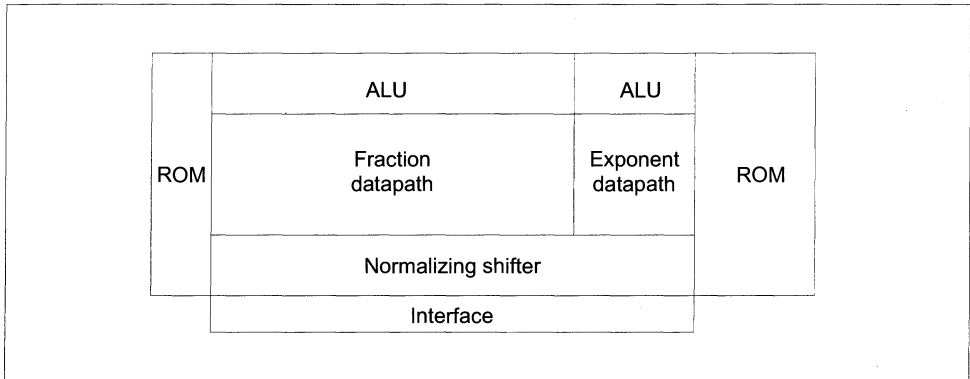 ALU
ALU
ROM
Fraction
datapath
Exponent
datapath
ROM
Normalizing shifter
Interface